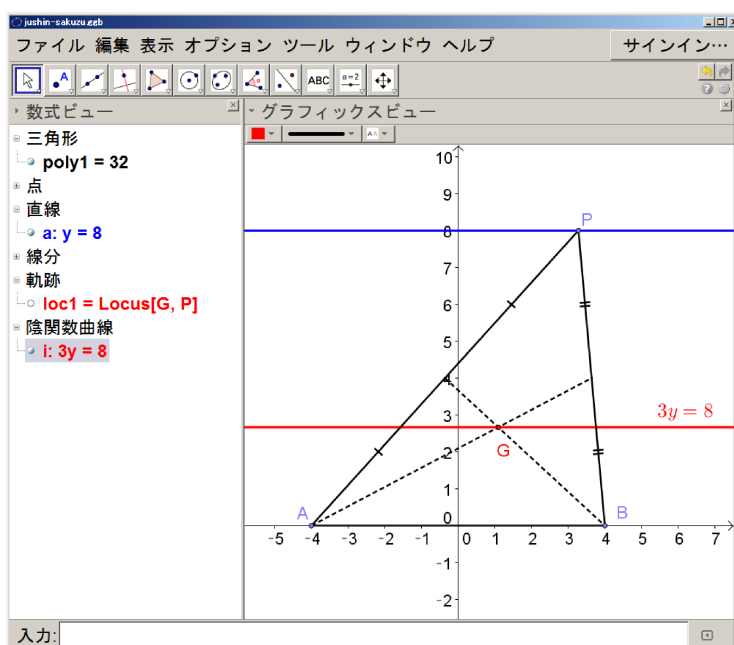 jushin-sakuzu.ggb
ファイル 編集 表示 オプション ツール ウィンドウ ヘルプ サインイン…
A ABC a=2
数式ビュー
グラフィックスビュー
三角形
poly1 = 32
点
直線
a: y = 8
線分
軌跡
loc1 = Locus[G, P]
陰関数曲線
i: 3y = 8
AA
10
9
P
8
7
6
5
4
3
3y = 8
2
G
1
A
B
0
-5 -4 -3 -2 -1 0 1 2 3 4 5 6 7
-1
-2
入力: